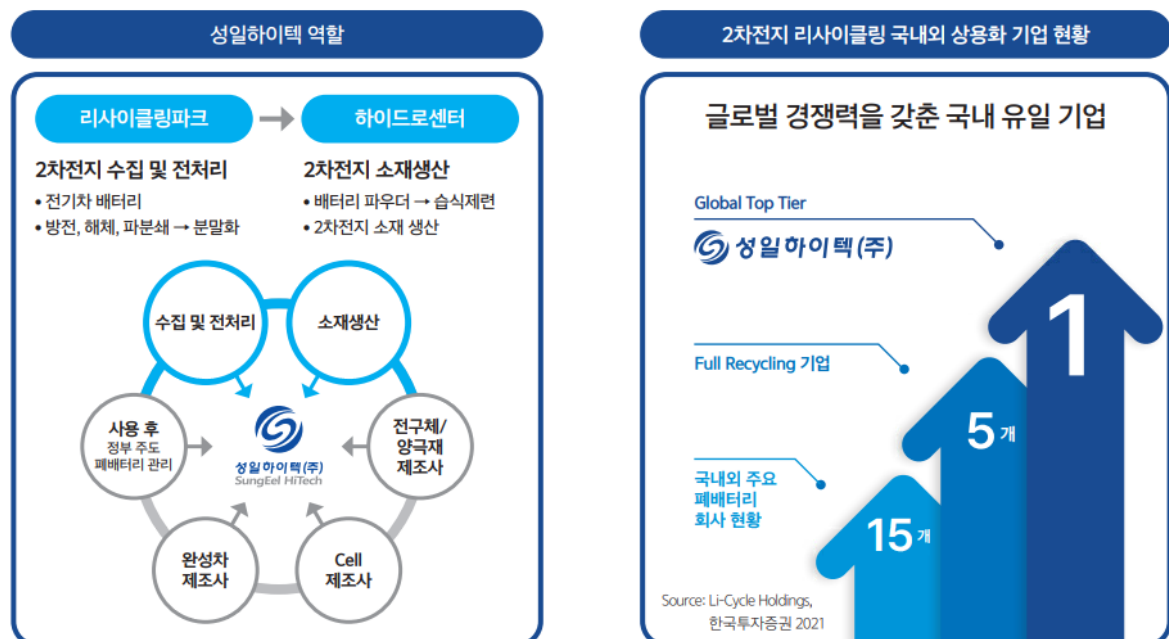 성일하이텍 역할
리사이클링파크
하이드로센터
2차전지 수집 및 전처리
• 전기차 배터리
• 방전, 해체, 파분쇄 → 분말화
2차전지 소재생산
• 배터리 파우더 → 습식제련
• 2차전지 소재 생산
수집 및 전처리
소재생산
사용 후
정부 주도
폐배터리 관리
성일하이텍(주)
SungEel HiTech
전구체/
양극재
제조사
완성차
제조사
Cell
제조사
2차전지 리사이클링 국내외 상용화 기업 현황
글로벌 경쟁력을 갖춘 국내 유일 기업
Global Top Tier
성일하이텍(주)
1
Full Recycling 기업
5개
국내외 주요
폐배터리
회사 현황
15개
Source: Li-Cycle Holdings,
한국투자증권 2021